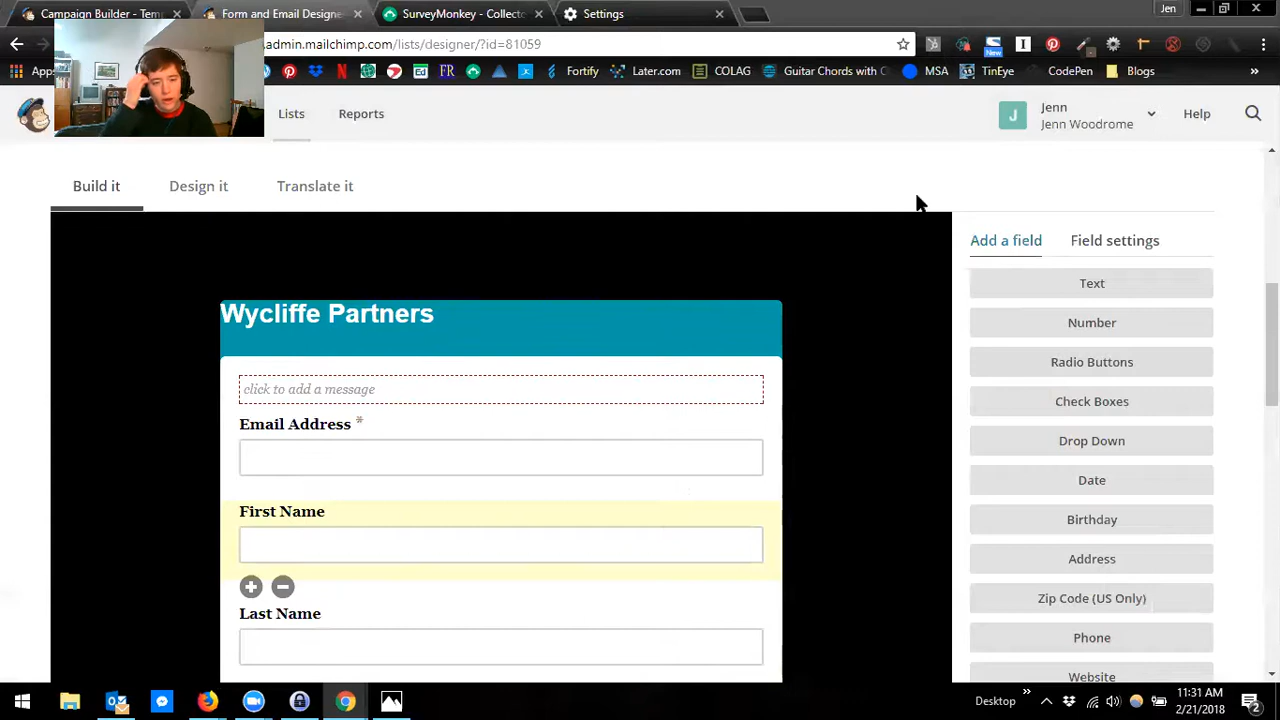 Campaign Builder - Temp
Form and Email Designe
SurveyMonkey - Collecto
Settings
Jen
admin.mailchimp.com/lists/designer/?id=81059
New
Apps
Fortify
Later.com
COLAG
Guitar Chords with C
MSA
TinEye
CodePen
Blogs
»
Lists
Reports
J
Jenn
Jenn Woodrome
Help
Build it
Design it
Translate it
Add a field
Field settings
Wycliffe Partners
click to add a message
Email Address *
First Name
Last Name
Text
Number
Radio Buttons
Check Boxes
Drop Down
Date
Birthday
Address
Zip Code (US Only)
Phone
Website
Desktop
»
11:31 AM
2/21/2018